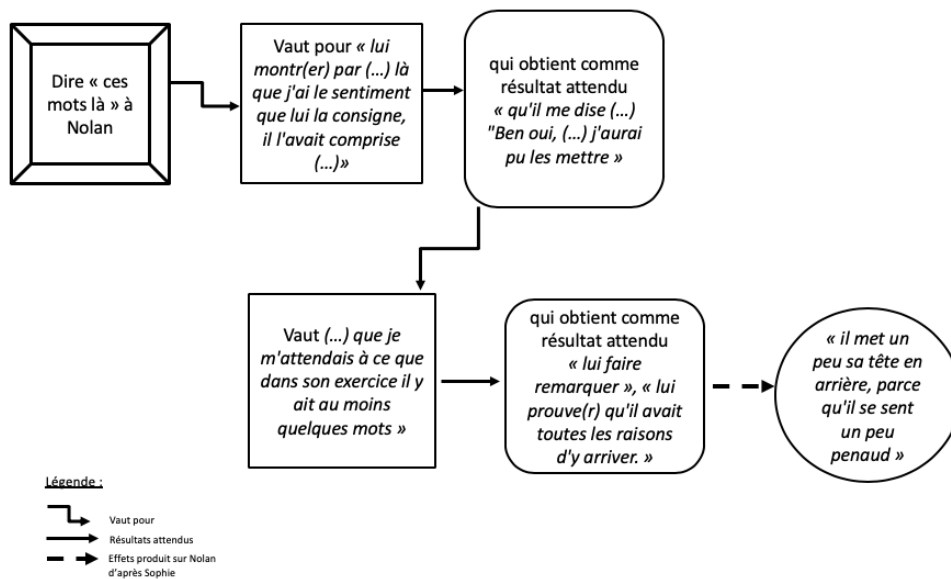 Dire « ces
mots là » à
Nolan
Vaut pour « lui
montr(er) par (...) là
que j'ai le sentiment
que lui la consigne,
il l'avait comprise
(...)»
qui obtient comme
résultat attendu
« qu'il me dise (...)
"Ben oui, (...) j'aurai
pu les mettre »
Vaut (...) que je
m'attendais à ce que
dans son exercice il y
ait au moins
quelques mots »
qui obtient comme
résultat attendu
« lui faire
remarquer », « lui
prouve(r) qu'il avait
toutes les raisons
d'y arriver. »
« il met un
peu sa tête en
arrière, parce
qu'il se sent
un peu
penaud »
Légende :
Vaut pour
Résultats attendus
Effets produit sur Nolan
d'après Sophie